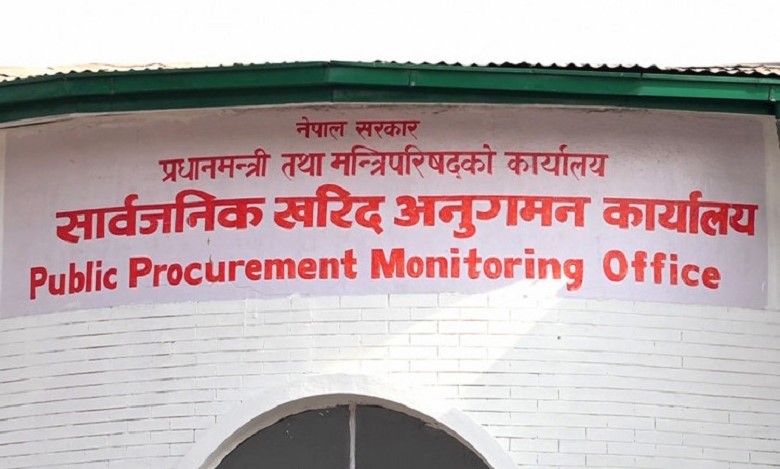 नेपाल सरकार
प्रधानमन्त्री तथा मन्त्रिपरिषद्को कार्यालय
सार्वजनिक खरिद अनुगमन कार्यालय
Public Procurement Monitoring Office